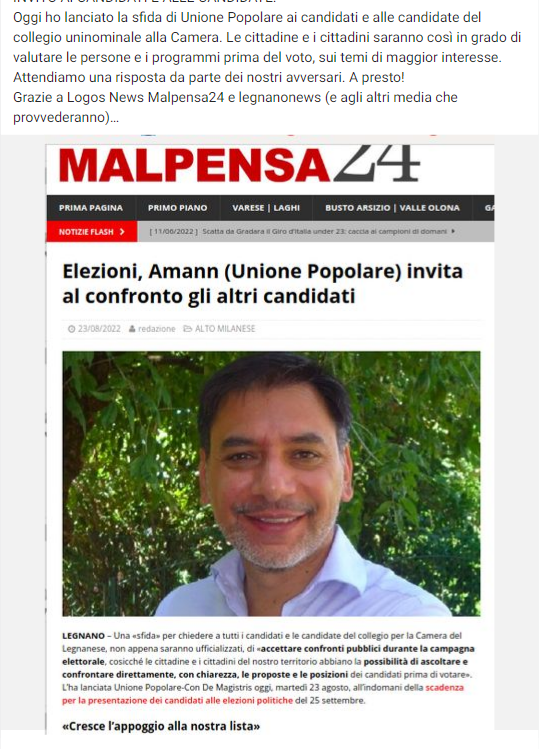 INVITO AI CANDIDATI E ALLE CANDIDATE:
Oggi ho lanciato la sfida di Unione Popolare ai candidati e alle candidate del
collegio uninominale alla Camera. Le cittadine e i cittadini saranno così in grado di
valutare le persone e i programmi prima del voto, sui temi di maggior interesse.
Attendiamo una risposta da parte dei nostri avversari. A presto!
Grazie a Logos News Malpensa24 e legnanonews (e agli altri media che
provvederanno)...
MALPENSA24
PRIMA PAGINA PRIMO PIANO VARESE | LAGHI BUSTO ARSIZIO | VALLE OLONA
NOTIZIE FLASH [ 11/06/2022 ] Scatta da Gradara il Giro d'Italia under 23: caccia ai campioni di domani
Elezioni, Amann (Unione Popolare) invita
al confronto gli altri candidati
23/08/2022 redazione ALTO MILANESE
LEGNANO – Una «sfida» per chiedere a tutti i candidati e le candidate del collegio per la Camera del
Legnanese, non appena saranno ufficializzati, di «accettare confronti pubblici durante la campagna
elettorale, cosicché le cittadine e i cittadini del nostro territorio abbiano la possibilità di ascoltare e
confrontare direttamente, con chiarezza, le proposte e le posizioni dei candidati prima di votare».
L'ha lanciata Unione Popolare-Con De Magistris oggi, martedì 23 agosto, all'indomani della scadenza
per la presentazione dei candidati alle elezioni politiche del 25 settembre.
«Cresce l'appoggio alla nostra lista»